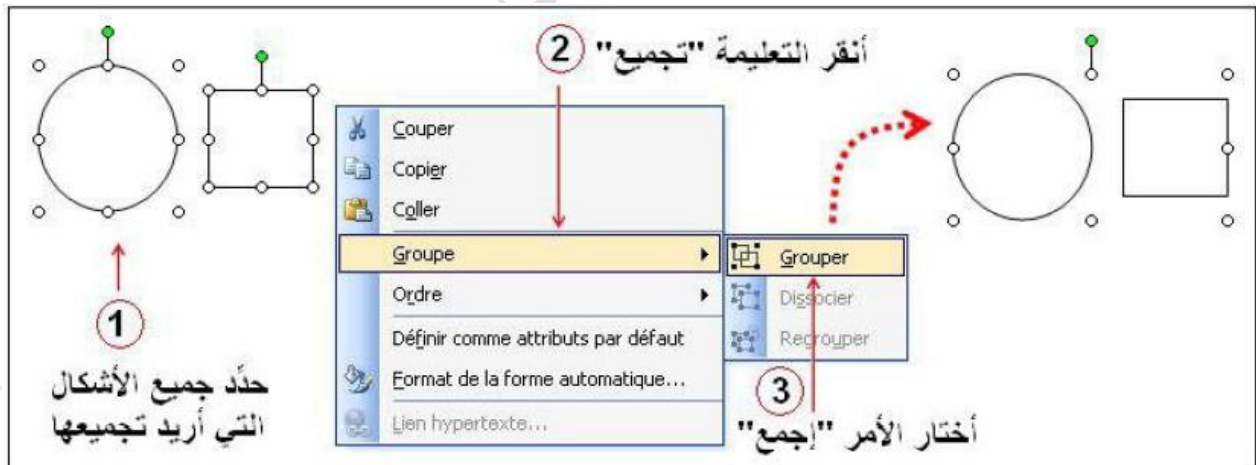 2 أنقر التعليمة "تجميع"
Couper
Copier
Coller
Groupe
Ordre
Définir comme attributs par défaut
Format de la forme automatique...
Lien hypertexte...
Grouper
Dissocier
Regrouper
1
حدِّد جميع الأشكال
التي أريد تجميعها
3
أختار الأمر "إجمع"